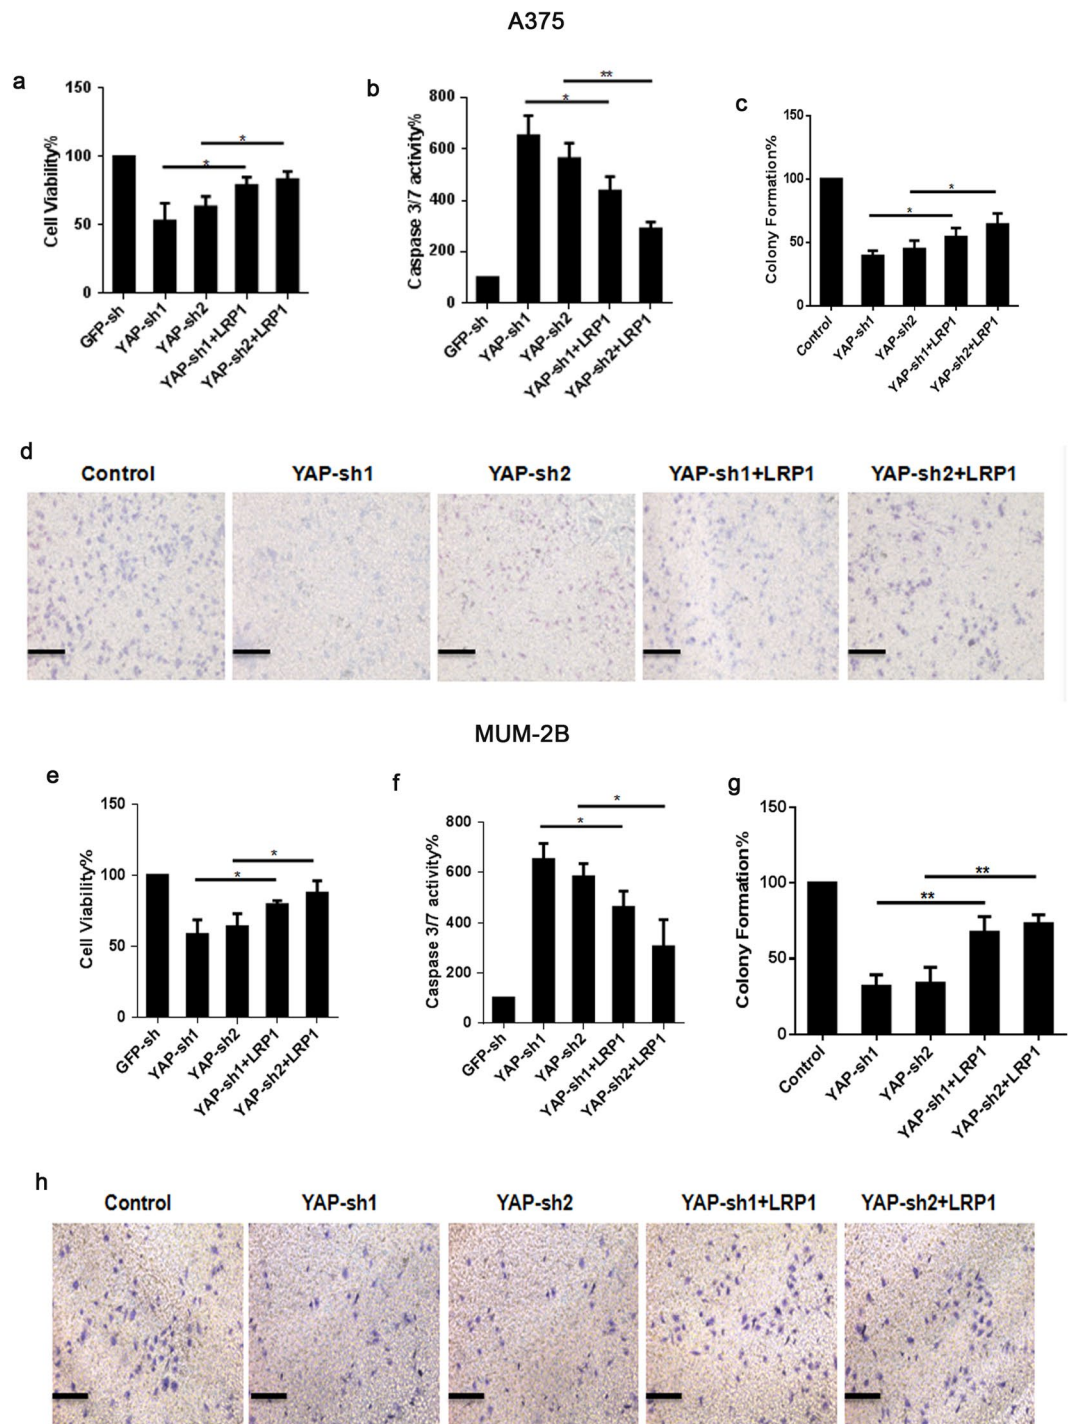 A375
a
Cell Viability%
150
100
50
0
*
*
GFP-sh
YAP-sh1
YAP-sh2
YAP-sh1+LRP1
YAP-sh2+LRP1
b
Caspase 3/7 activity%
800
600
400
200
0
**
*
GFP-sh
YAP-sh1
YAP-sh2
YAP-sh1+LRP1
YAP-sh2+LRP1
c
Colony Formation%
150
100
50
0
*
*
Control
YAP-sh1
YAP-sh2
YAP-sh1+LRP1
YAP-sh2+LRP1
d
Control YAP-sh1 YAP-sh2 YAP-sh1+LRP1 YAP-sh2+LRP1
MUM-2B
e
Cell Viability%
150
100
50
0
*
*
GFP-sh
YAP-sh1
YAP-sh2
YAP-sh1+LRP1
YAP-sh2+LRP1
f
Caspase 3/7 activity%
800
600
400
200
0
*
*
GFP-sh
YAP-sh1
YAP-sh2
YAP-sh1+LRP1
YAP-sh2+LRP1
g
Colony Formation%
150
100
50
0
**
**
Control
YAP-sh1
YAP-sh2
YAP-sh1+LRP1
YAP-sh2+LRP1
h
Control YAP-sh1 YAP-sh2 YAP-sh1+LRP1 YAP-sh2+LRP1